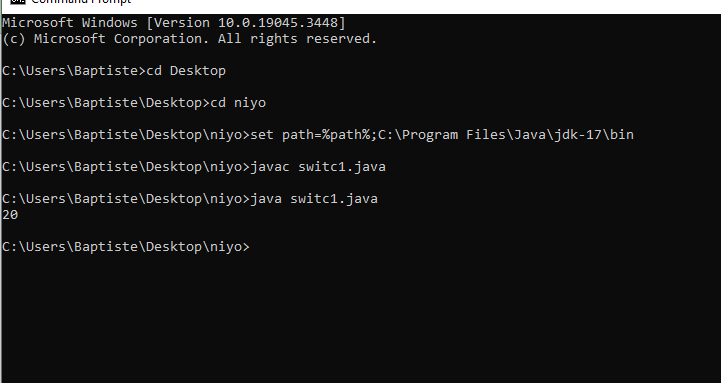 Command Prompt
Microsoft Windows [Version 10.0.19045.3448]
(c) Microsoft Corporation. All rights reserved.
C:\Users\Baptiste>cd Desktop
C:\Users\Baptiste\Desktop>cd niyo
C:\Users\Baptiste\Desktop\niyo>set path=%path%;C:\Program Files\Java\jdk-17\bin
C:\Users\Baptiste\Desktop\niyo>javac switc1.java
C:\Users\Baptiste\Desktop\niyo>java switc1.java
20
C:\Users\Baptiste\Desktop\niyo>